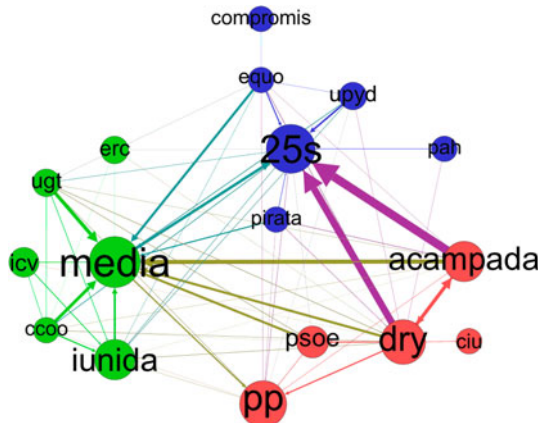 compromis
equo
upyd
25s
erc
pah
ugt
pirata
icv
media
acampada
ccoo
iunida
psoe
dry
ciu
pp